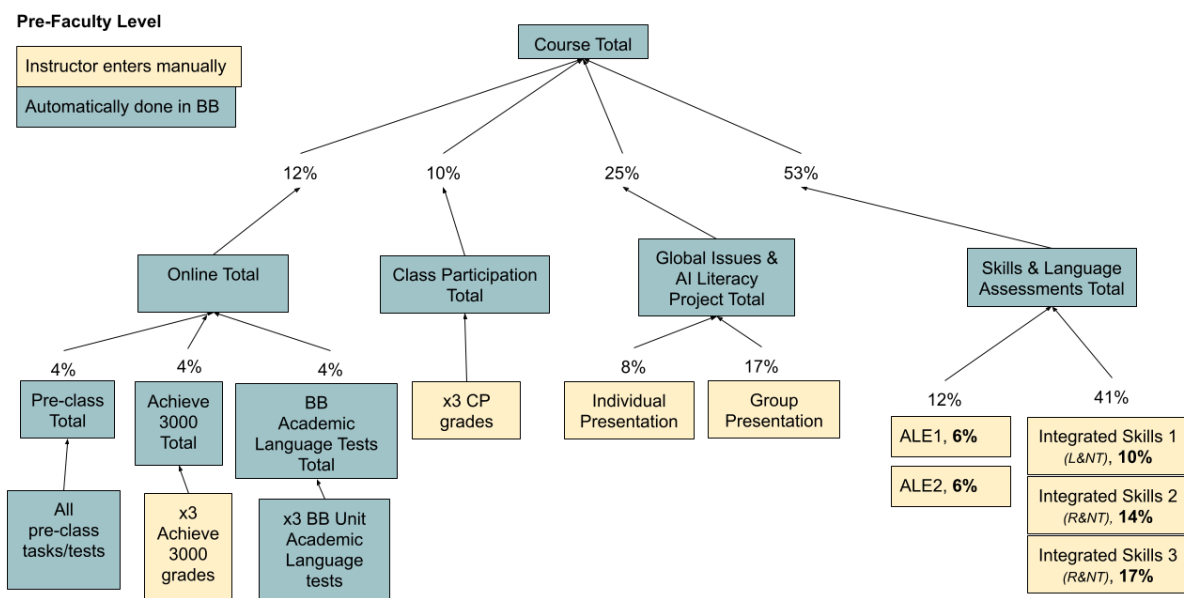 Pre-Faculty Level
Instructor enters manually
Automatically done in BB
Course Total
12%
10%
25%
53%
Online Total
Class Participation
Total
Global Issues &
AI Literacy
Project Total
Skills & Language
Assessments Total
4%
4%
4%
8%
17%
12%
41%
Pre-class
Total
Achieve
3000
Total
BB
Academic
Language Tests
Total
x3 CP
grades
Individual
Presentation
Group
Presentation
ALE1, 6%
ALE2, 6%
Integrated Skills 1
(L&NT), 10%
Integrated Skills 2
(R&NT), 14%
Integrated Skills 3
(R&NT), 17%
All
pre-class
tasks/tests
x3
Achieve
3000
grades
x3 BB Unit
Academic
Language
tests